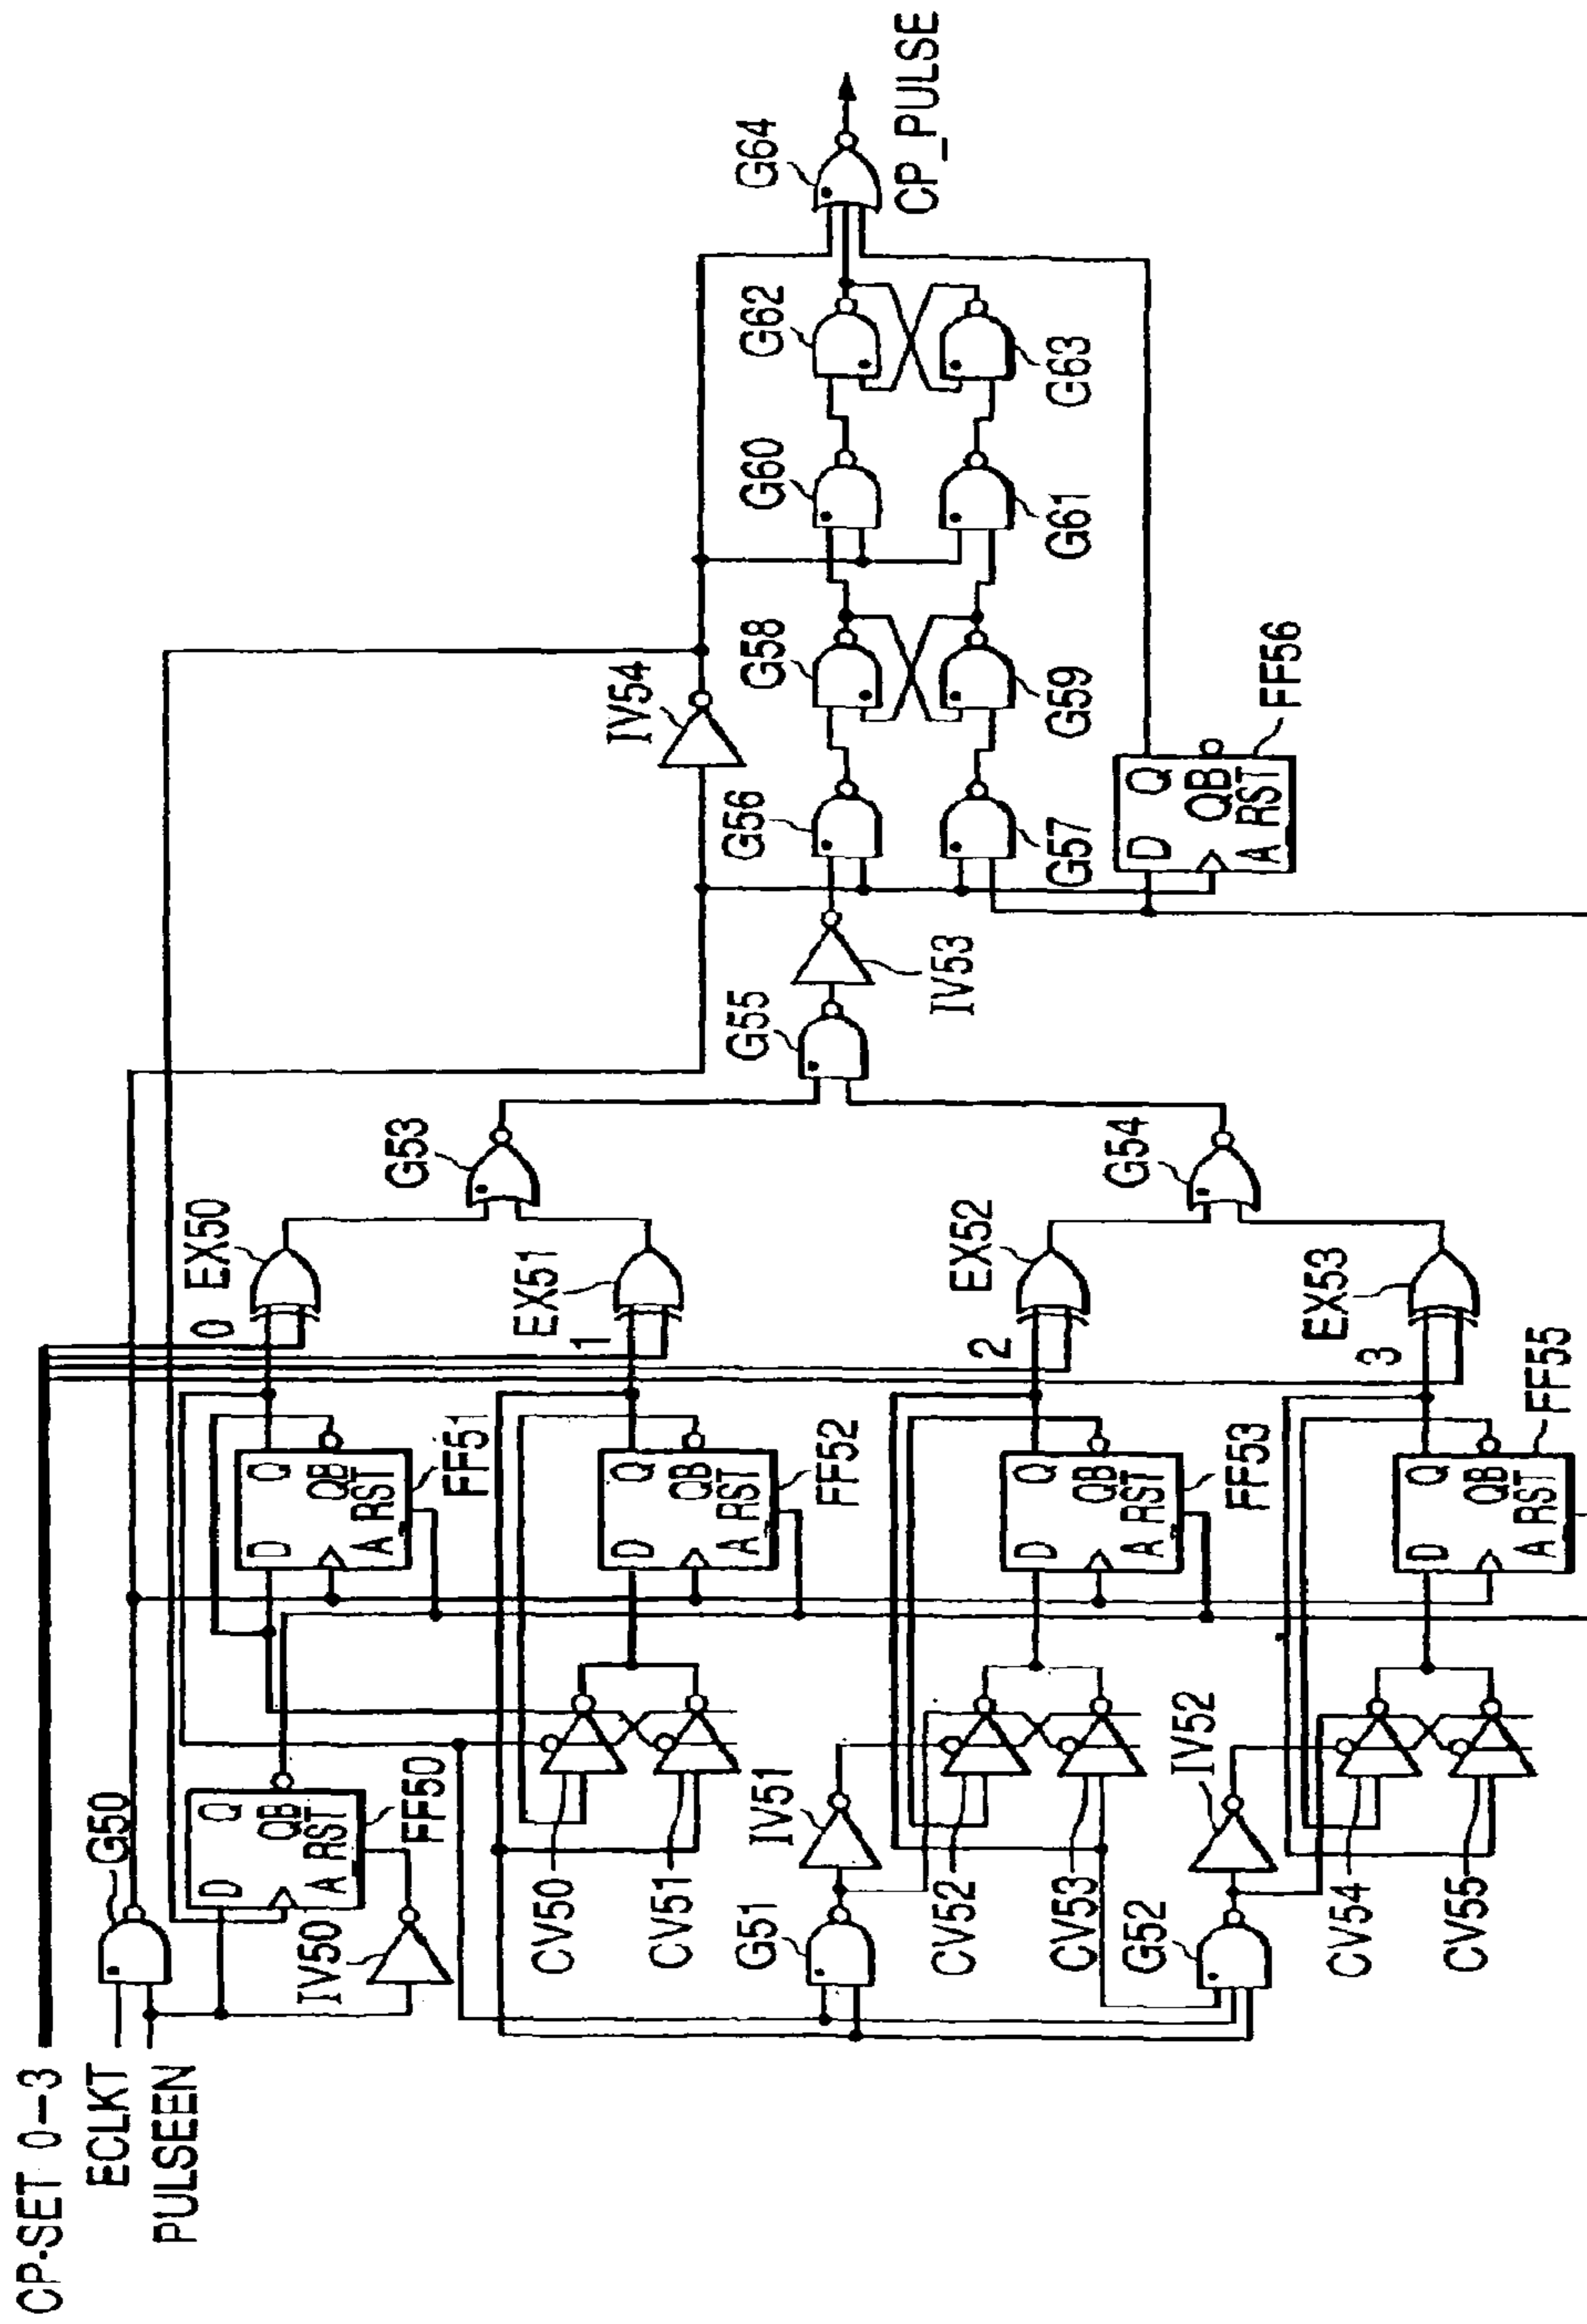 CP-SET 0-3
ECLKT
PULSEEN
G50
IV50
D
Q
QB
A RST
FF50
CV50
CV51
G51
IV51
CV52
CV53
G52
IV52
CV54
CV55
D
Q
QB
A RST
FF51
D
Q
QB
A RST
FF52
D
Q
QB
A RST
FF53
D
Q
QB
A RST
FF55
0
EX50
1
EX51
2
EX52
3
EX53
G53
G54
G55
IV53
IV54
G56
G57
G58
G59
G60
G61
G62
G63
D
Q
QB
A RST
FF56
G64
CP_PULSE